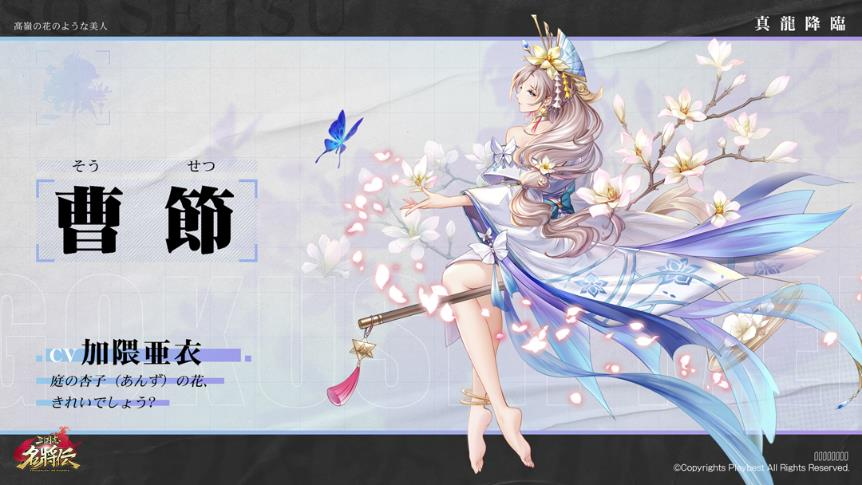 高嶺の花のような美人
真龍降臨
そう せつ
曹 節
CV 加隈亜衣
庭の杏子（あんず）の花、
きれいでしょう?
名将伝
©Copyrights Playbest All Rights Reserved.